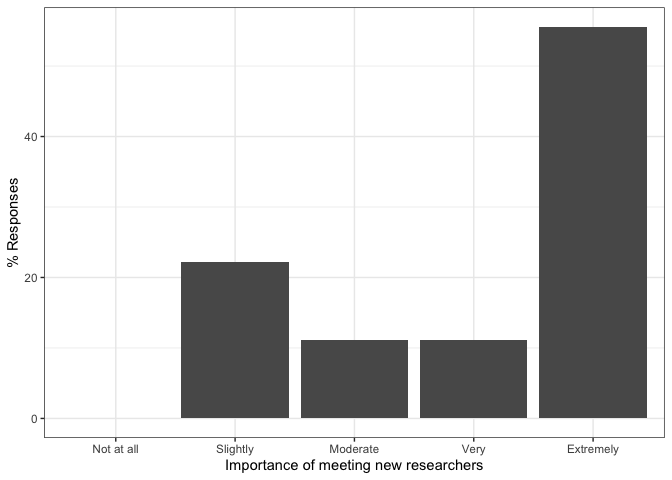 % Responses
40
20
0
Not at all Slightly Moderate Very Extremely
Importance of meeting new researchers